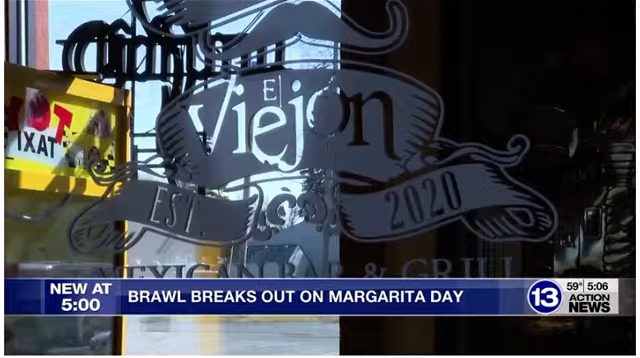 El
Viejon
IXAT
EST. 2020
MEXICAN BAR & GRILL
NEW AT
5:00
BRAWL BREAKS OUT ON MARGARITA DAY
13
59° 5:06
ACTION
NEWS